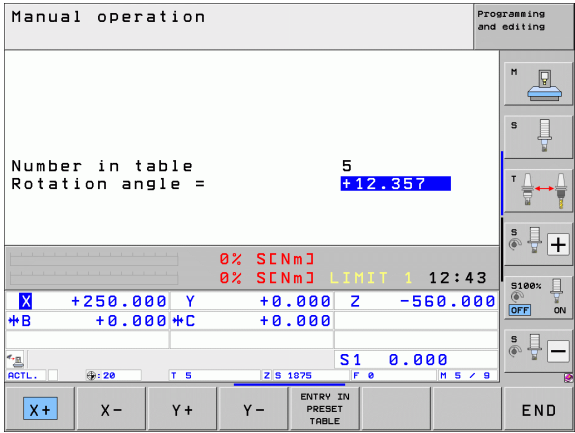 Manual operation
Programming
and editing
M
S
Number in table 5
Rotation angle = +12.357
T
S
0% S[Nm]
0% S[Nm] LIMIT 1 12:43
S100%
OFF ON
X +250.000 Y +0.000 Z -560.000
B +0.000 C +0.000
S
S1 0.000
ACTL. :20 T 5 Z S 1875 F 0 M 5 / 9
X+ X- Y+ Y- ENTRY IN
PRESET
TABLE
END